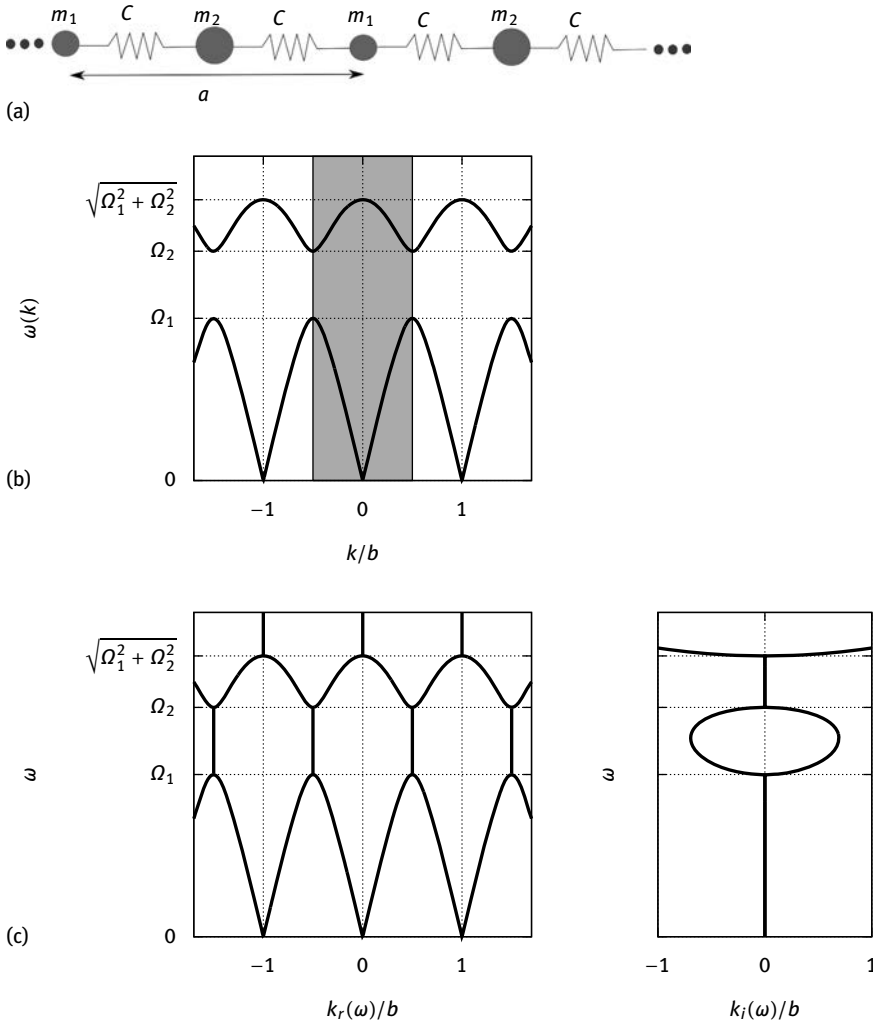 m₁ C m₂ C m₁ C m₂ C
a
(a)
√Ω₁² + Ω₂²
Ω₂
Ω₁
ω(k)
0
(b)
−1 0 1
k/b
√Ω₁² + Ω₂²
Ω₂
Ω₁
ω
0
(c)
−1 0 1
kᵣ(ω)/b
ω
−1 0 1
kᵢ(ω)/b